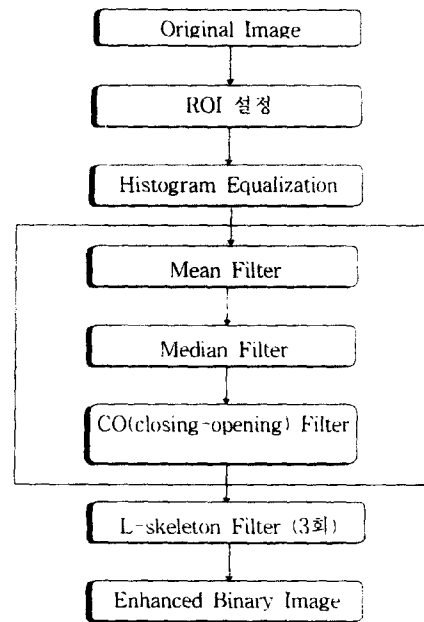 Original Image
ROI 설정
Histogram Equalization
Mean Filter
Median Filter
CO(closing-opening) Filter
L-skeleton Filter (3회)
Enhanced Binary Image